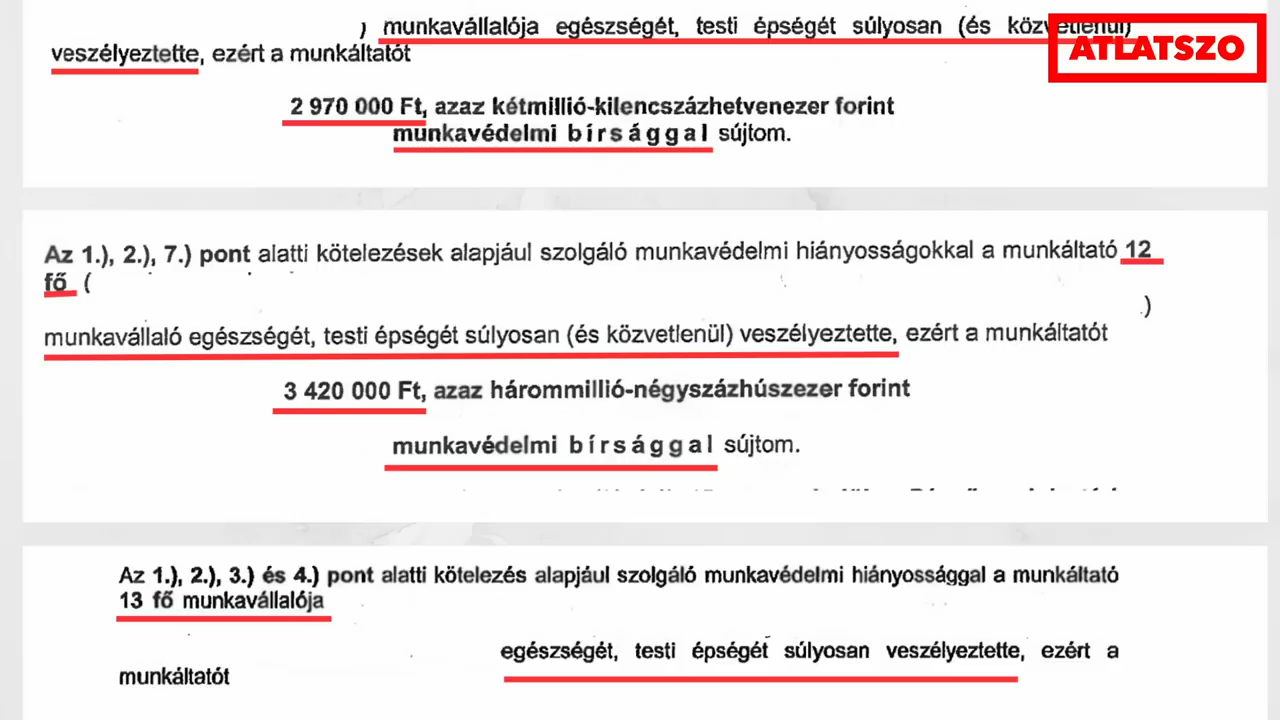 ) munkavállalója egészségét, testi épségét súlyosan (és közvetlenül)
veszélyeztette, ezért a munkáltatót
ATLATSZO
2 970 000 Ft, azaz kétmillió-kilencszázhetvenezer forint
munkavédelmi bírsággal sújtom.
Az 1.), 2.), 7.) pont alatti kötelezések alapjául szolgáló munkavédelmi hiányosságokkal a munkáltató 12
fő (
)
munkavállaló egészségét, testi épségét súlyosan (és közvetlenül) veszélyeztette, ezért a munkáltatót
3 420 000 Ft, azaz hárommillió-négyszázhúszezer forint
munkavédelmi bírsággal sújtom.
Az 1.), 2.), 3.) és 4.) pont alatti kötelezés alapjául szolgáló munkavédelmi hiányossággal a munkáltató
13 fő munkavállalója
egészségét, testi épségét súlyosan veszélyeztette, ezért a
munkáltatót